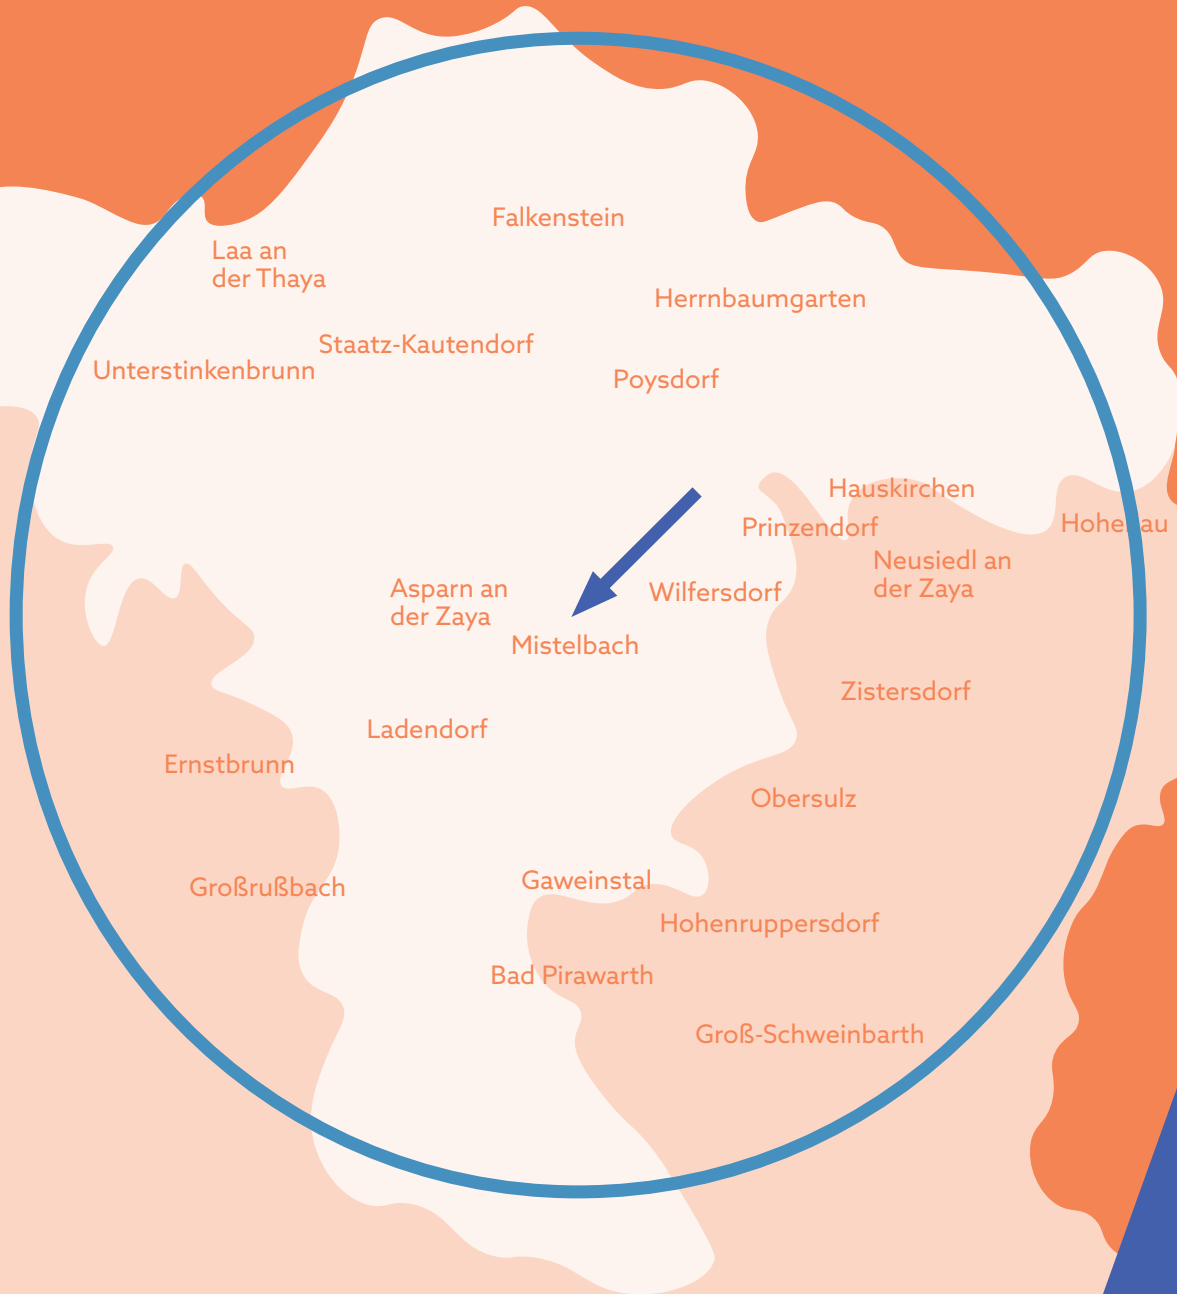 Falkenstein
Laa an
der Thaya
Herrnbaumgarten
Staatz-Kautendorf
Unterstinkenbrunn
Poysdorf
Hauskirchen
Prinzendorf
Hohenau
Neusiedl an
der Zaya
Asparn an
der Zaya
Wilfersdorf
Mistelbach
Zistersdorf
Ladendorf
Ernstbrunn
Obersulz
Gaweinstal
Großrußbach
Hohenruppersdorf
Bad Pirawarth
Groß-Schweinbarth